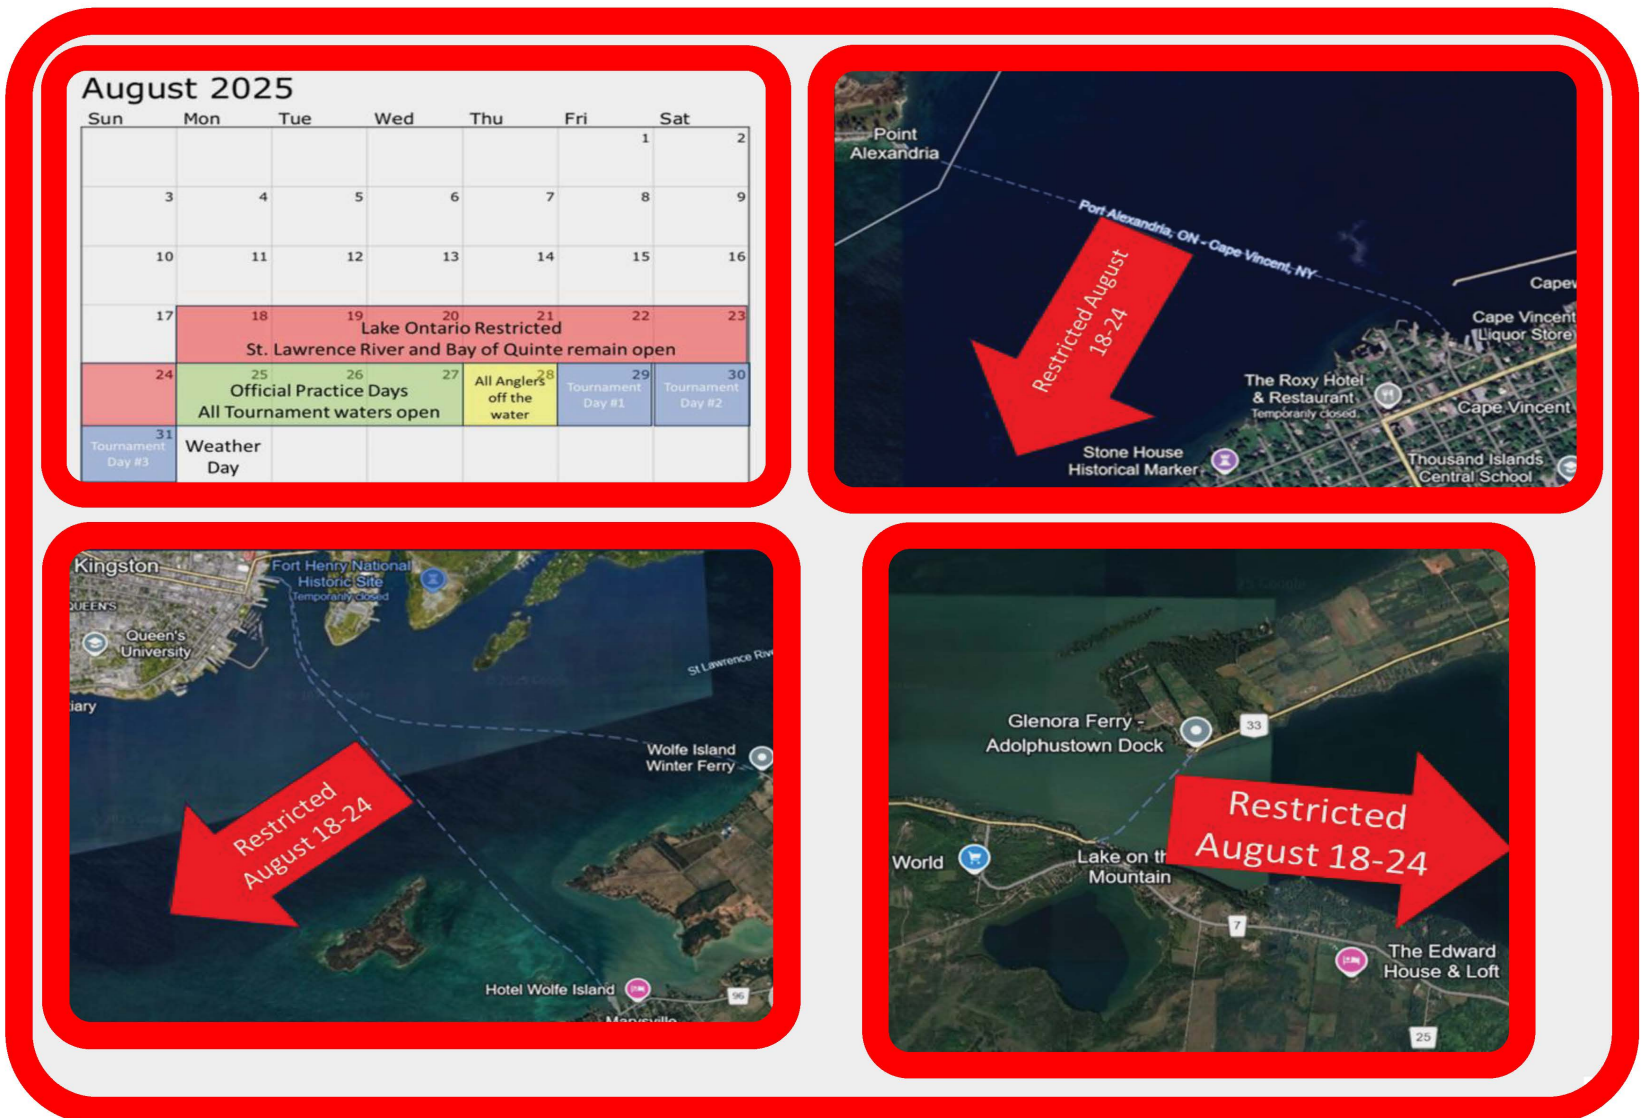 August 2025
Sun Mon Tue Wed Thu Fri Sat
1 2
3 4 5 6 7 8 9
10 11 12 13 14 15 16
17 18 19 20 21 22 23
Lake Ontario Restricted
St. Lawrence River and Bay of Quinte remain open
24 25 26 27 28 29 30
Official Practice Days
All Tournament waters open
All Anglers
off the
water
Tournament
Day #1
Tournament
Day #2
31
Tournament
Day #3
Weather
Day
Point
Alexandria
Port Alexandria, ON - Cape Vincent, NY
Restricted August
18-24
Capev
Cape Vincent
Liquor Store
The Roxy Hotel
& Restaurant
Temporarily closed
Cape Vincent
Stone House
Historical Marker
Thousand Islands
Central School
Kingston
Fort Henry National
Historic Site
Temporarily closed
QUEEN'S
Queen's
University
St Lawrence Riv
iary
Wolfe Island
Winter Ferry
Restricted
August 18-24
Hotel Wolfe Island
96
Marysville
Glenora Ferry -
Adolphustown Dock
33
Restricted
August 18-24
World
Lake on th
Mountain
7
The Edward
House & Loft
25